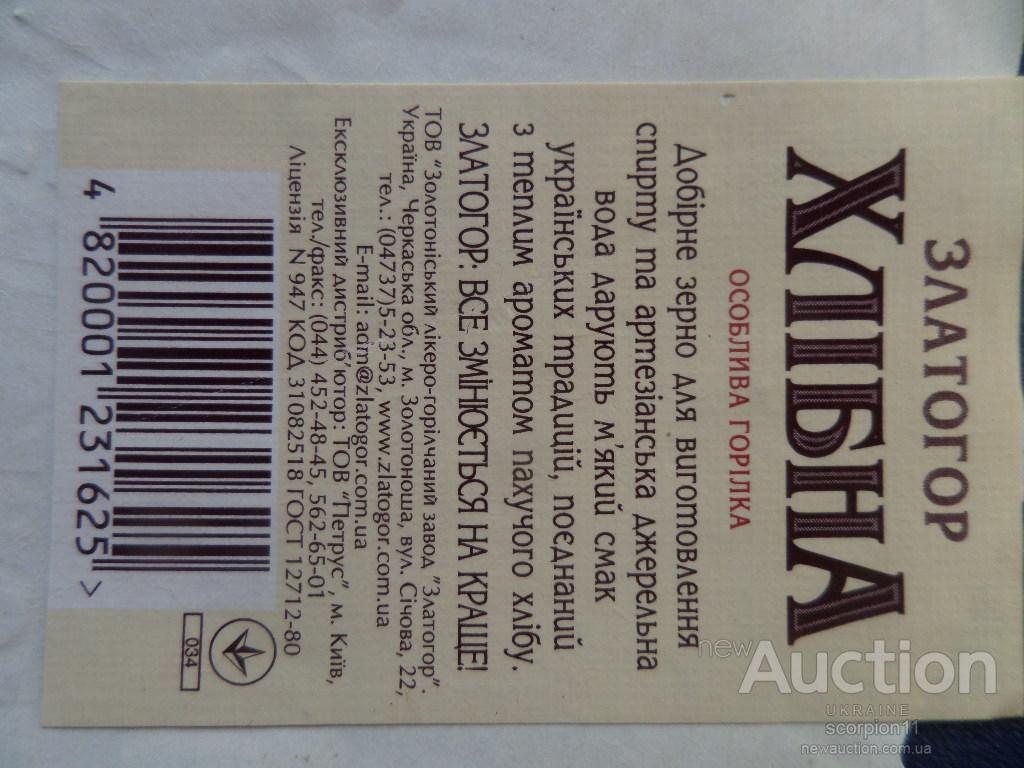 ЗЛАТОГОР
ХЛІБНА
ОСОБЛИВА ГОРІЛКА
Добірне зерно для виготовлення
спирту та артезіанська джерельна
вода дарують м'який смак
українських традицій, поєднаний
з теплим ароматом пахучого хлібу.
ЗЛАТОГОР: ВСЕ ЗМІНЮЄТЬСЯ НА КРАЩЕ!
ТОВ "Золотоніський лікеро-горілчаний завод "Златогор".
Україна, Черкаська обл., м. Золотоноша, вул. Січова, 22,
тел.: (04737)5-23-53, www.zlatogor.com.ua
E-mail: acim@zlatogor.com.ua
Ексклюзивний дистриб'ютор: ТОВ "Петрус", м. Київ,
тел./факс: (044) 452-48-45, 562-65-01
Ліцензія N 947 КОД 31082518 ГОСТ 12712-80
4 820001 231625 >
034
newAuction
UKRAINE
scorpion11
newauction.com.ua